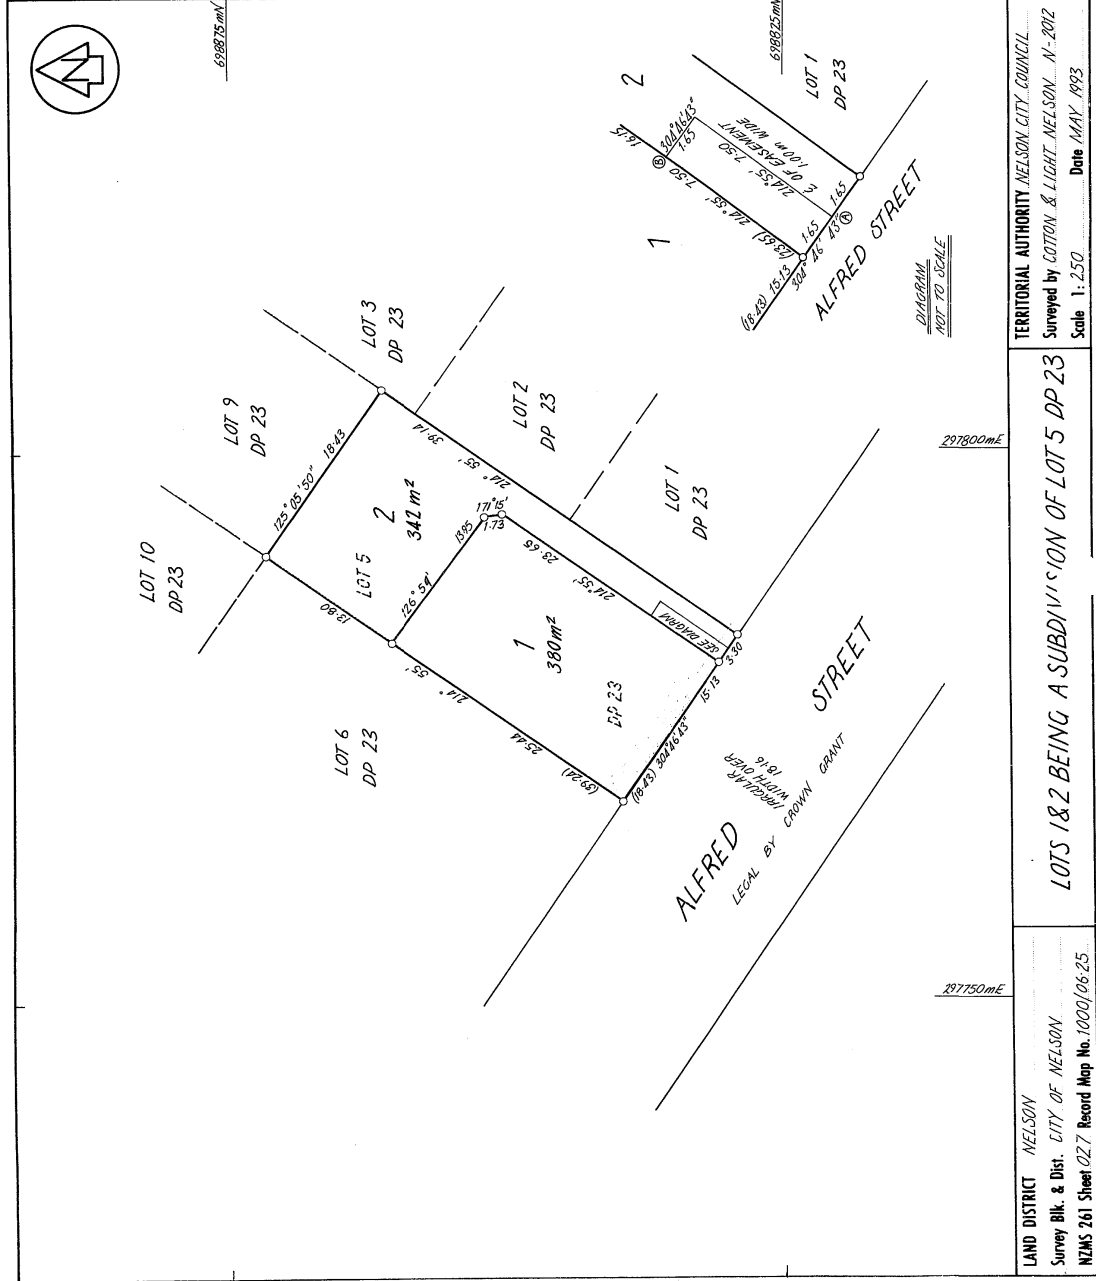 N
698875mN
698825mN
LOT 10
DP 23
LOT 9
DP 23
LOT 3
DP 23
LOT 2
DP 23
LOT 1
DP 23
LOT 6
DP 23
125° 05' 50"
18·43
39·14
214° 55'
13·80
LOT 5
2
342m²
126° 54'
13·95
171° 15'
1·73
23·65
214° 55'
1
380m²
DP 23
SEE DIAGRAM
214° 55'
25·44
(39·24)
(18·43) 304°46'43"
15·13
3·30
ALFRED STREET
IRREGULAR
WIDTH OVER
18·16
LEGAL BY CROWN GRANT
297800mE
297750mE
1
2
16·15
B
304°46'43"
1·65
7·50
214° 55'
(23·65)
214°55' 7·50
℄ OF EASEMENT
1·00m WIDE
LOT 1
DP 23
(18·43) 15·13
1·65
1·65
304° 46' 43"
A
ALFRED STREET
DIAGRAM
NOT TO SCALE
LAND DISTRICT NELSON
Survey Blk. & Dist. CITY OF NELSON
NZMS 261 Sheet O27 Record Map No. 1000/06·25
LOTS 1&2 BEING A SUBDIVISION OF LOT 5 DP 23
TERRITORIAL AUTHORITY NELSON CITY COUNCIL
Surveyed by COTTON & LIGHT NELSON N-2012
Scale 1: 250 Date MAY 1993